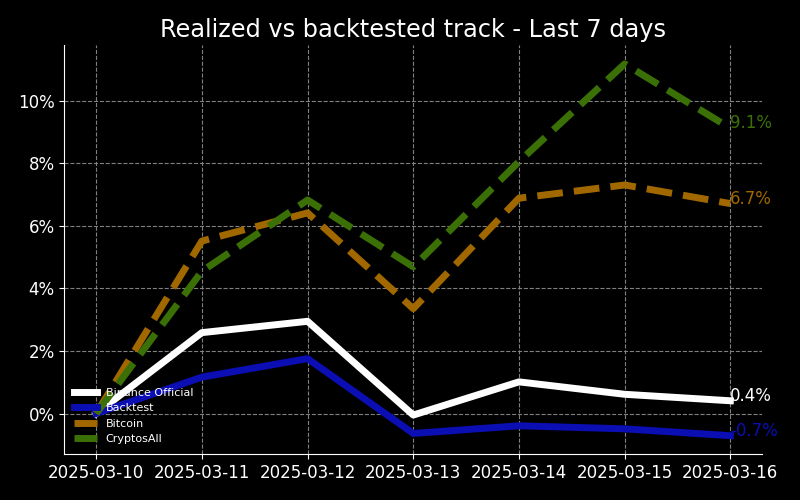 Realized vs backtested track - Last 7 days
10%
8%
6%
4%
2%
0%
9.1%
6.7%
0.4%
-0.7%
Binance Official
Backtest
Bitcoin
CryptosAll
2025-03-10 2025-03-11 2025-03-12 2025-03-13 2025-03-14 2025-03-15 2025-03-16